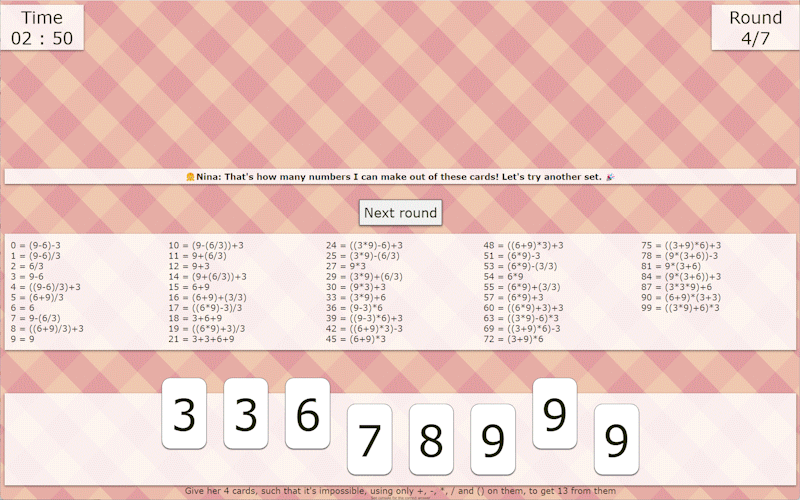 Time
02 : 50
Round
4/7
Nina: That's how many numbers I can make out of these cards! Let's try another set.
Next round
0 = (9-6)-3
1 = (9-6)/3
2 = 6/3
3 = 9-6
4 = ((9-6)/3)+3
5 = (6+9)/3
6 = 6
7 = 9-(6/3)
8 = ((6+9)/3)+3
9 = 9
10 = (9-(6/3))+3
11 = 9+(6/3)
12 = 9+3
14 = (9+(6/3))+3
15 = 6+9
16 = (6+9)+(3/3)
17 = ((6*9)-3)/3
18 = 3+6+9
19 = ((6*9)+3)/3
21 = 3+3+6+9
24 = ((3*9)-6)+3
25 = (3*9)-(6/3)
27 = 9*3
29 = (3*9)+(6/3)
30 = (9*3)+3
33 = (3*9)+6
36 = (9-3)*6
39 = ((9-3)*6)+3
42 = ((6+9)*3)-3
45 = (6+9)*3
48 = ((6+9)*3)+3
51 = (6*9)-3
53 = (6*9)-(3/3)
54 = 6*9
55 = (6*9)+(3/3)
57 = (6*9)+3
60 = ((6*9)+3)+3
63 = ((3*9)-6)*3
69 = ((3+9)*6)-3
72 = (3+9)*6
75 = ((3+9)*6)+3
78 = (9*(3+6))-3
81 = 9*(3+6)
84 = (9*(3+6))+3
87 = (3*3*9)+6
90 = (6+9)*(3+3)
99 = ((3*9)+6)*3
3
3
6
7
8
9
9
9
Give her 4 cards, such that it's impossible, using only +, -, *, / and () on them, to get 13 from them